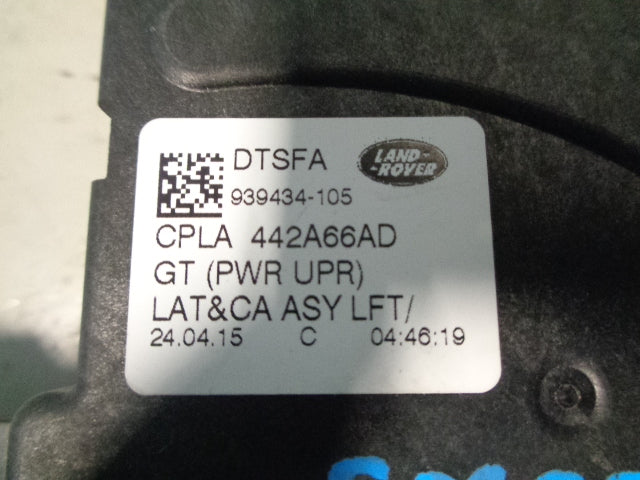 DTSFA
LAND-
-ROVER
939434-105
CPLA 442A66AD
GT (PWR UPR)
LAT&CA ASY LFT/
24.04.15 C 04:46:19